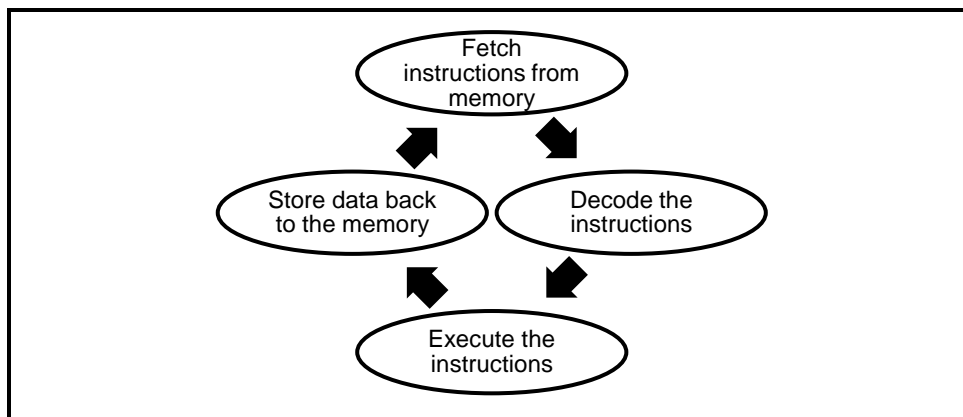 Fetch
instructions from
memory
Store data back
to the memory
Decode the
instructions
Execute the
instructions